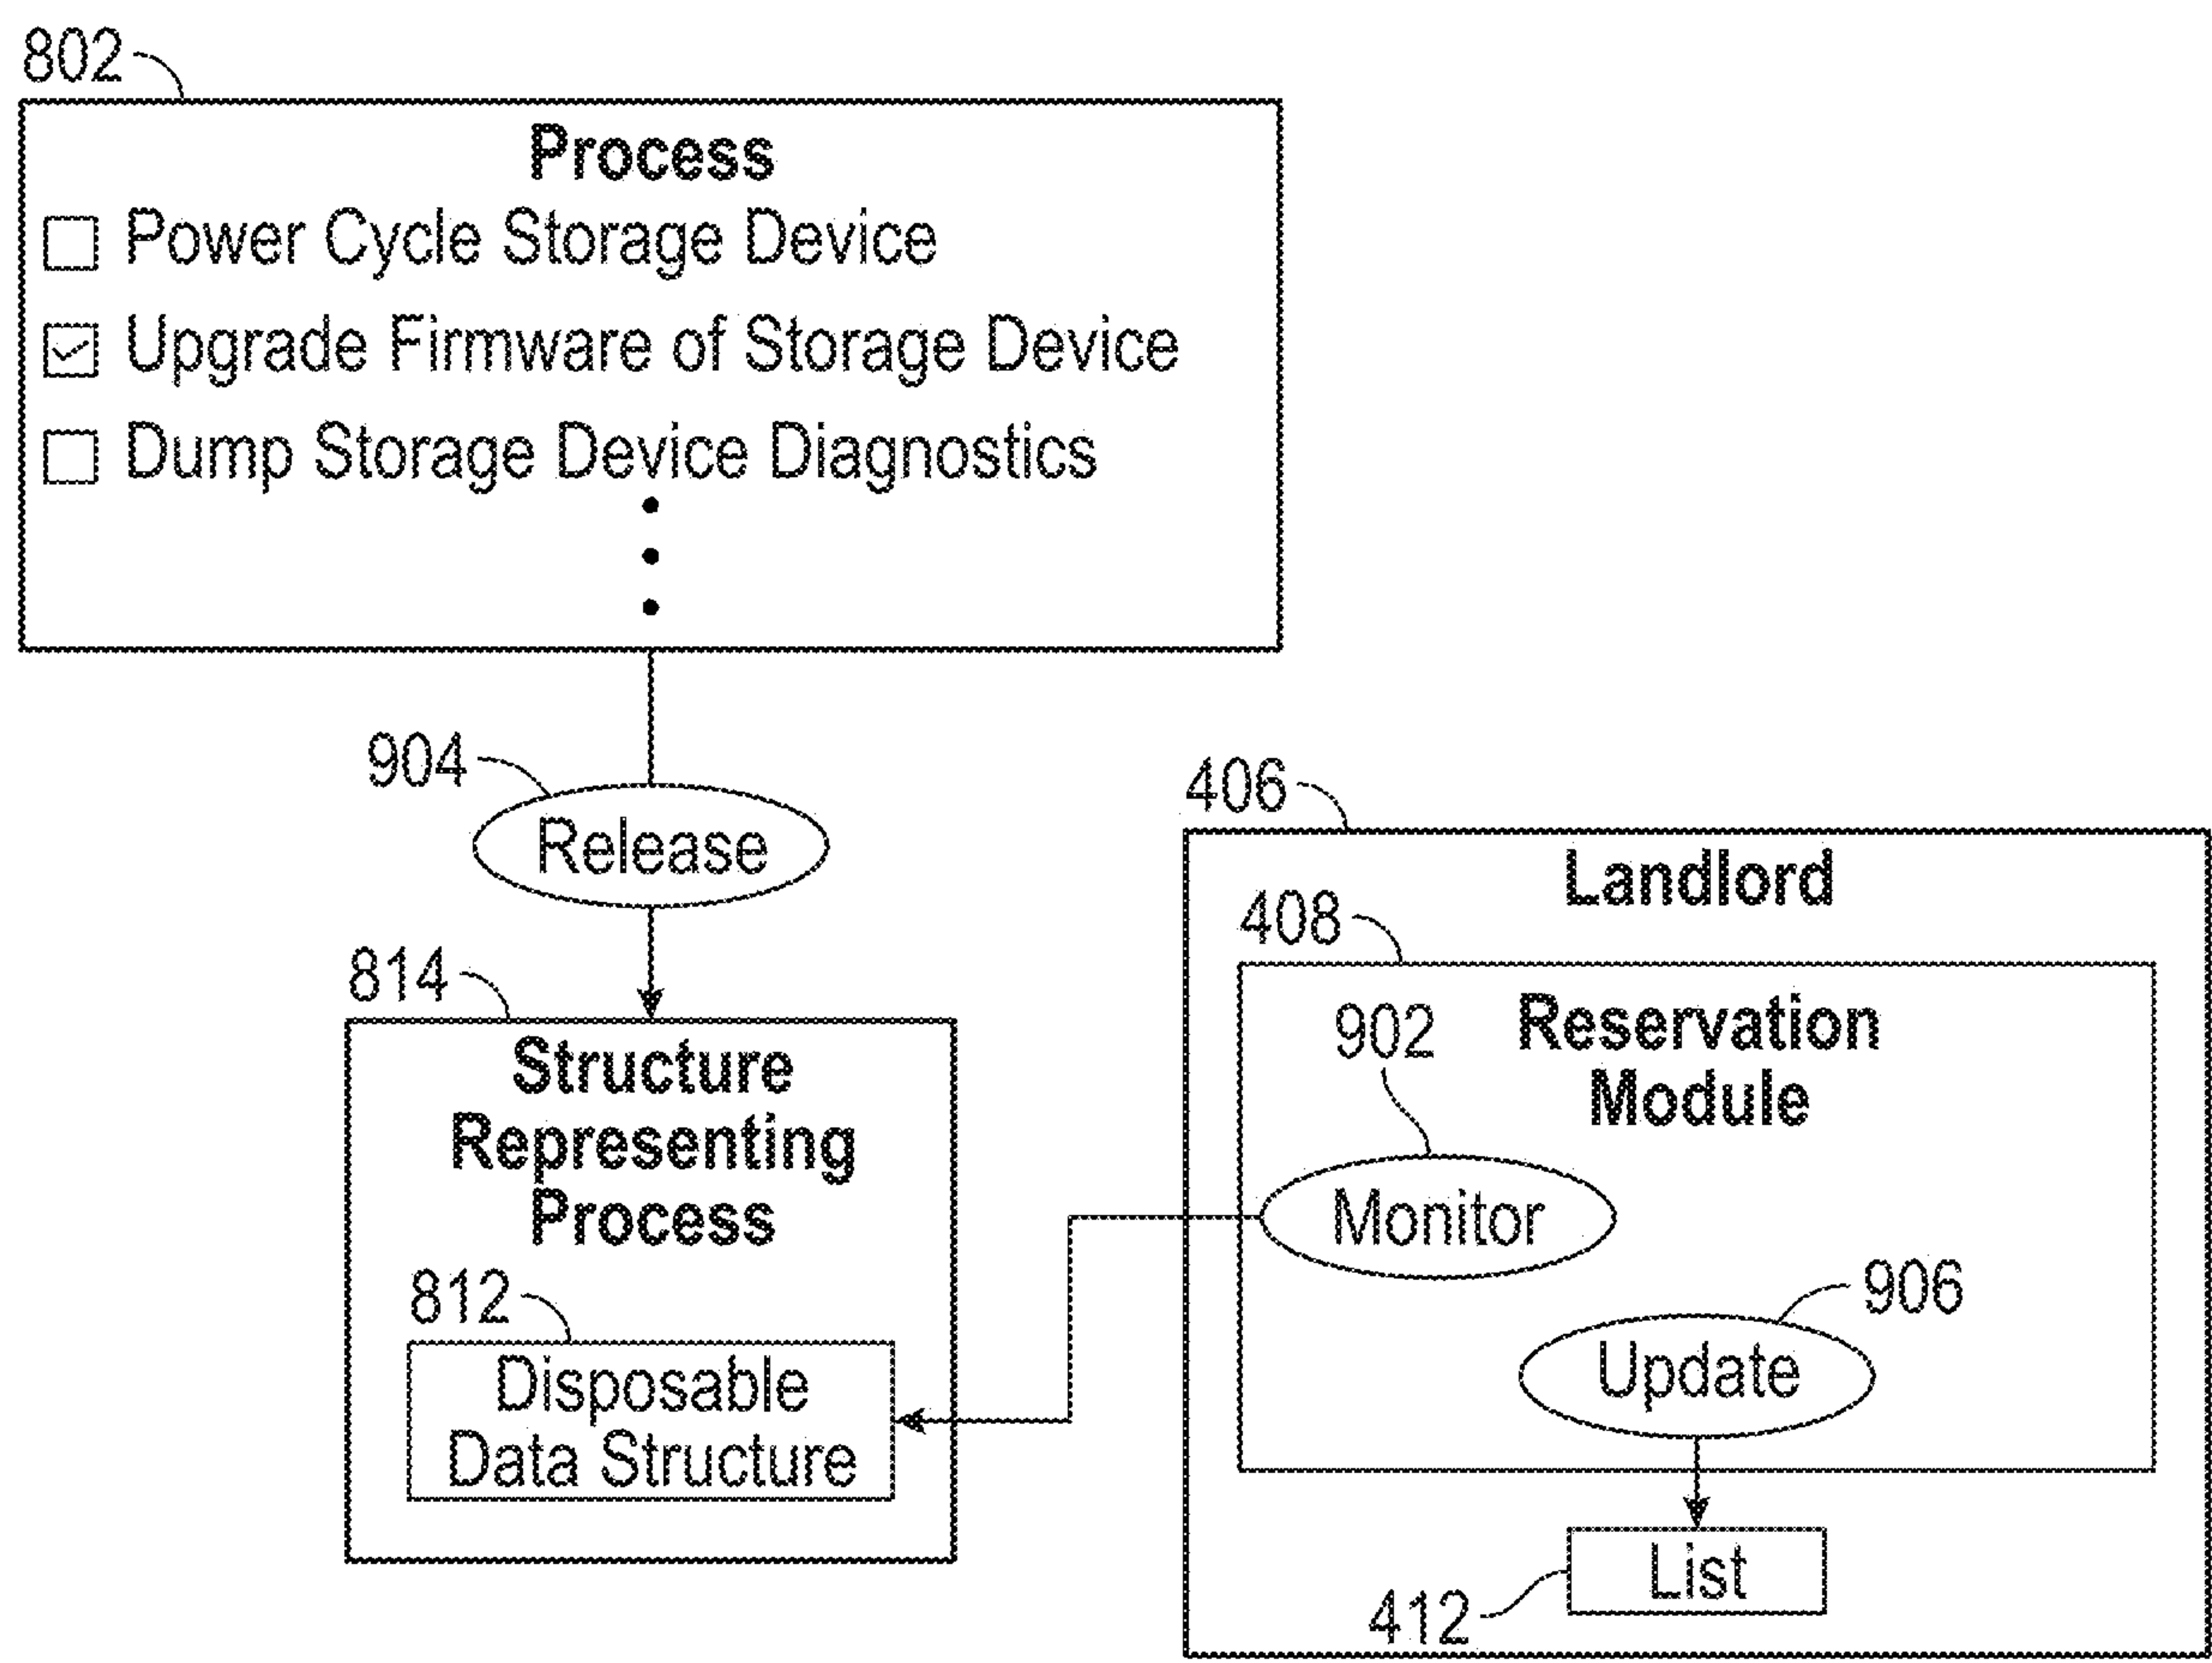 802
Process
Power Cycle Storage Device
Upgrade Firmware of Storage Device
Dump Storage Device Diagnostics
904
Release
814
Structure
Representing
Process
812
Disposable
Data Structure
406
Landlord
408
Reservation
Module
902
Monitor
906
Update
List
412